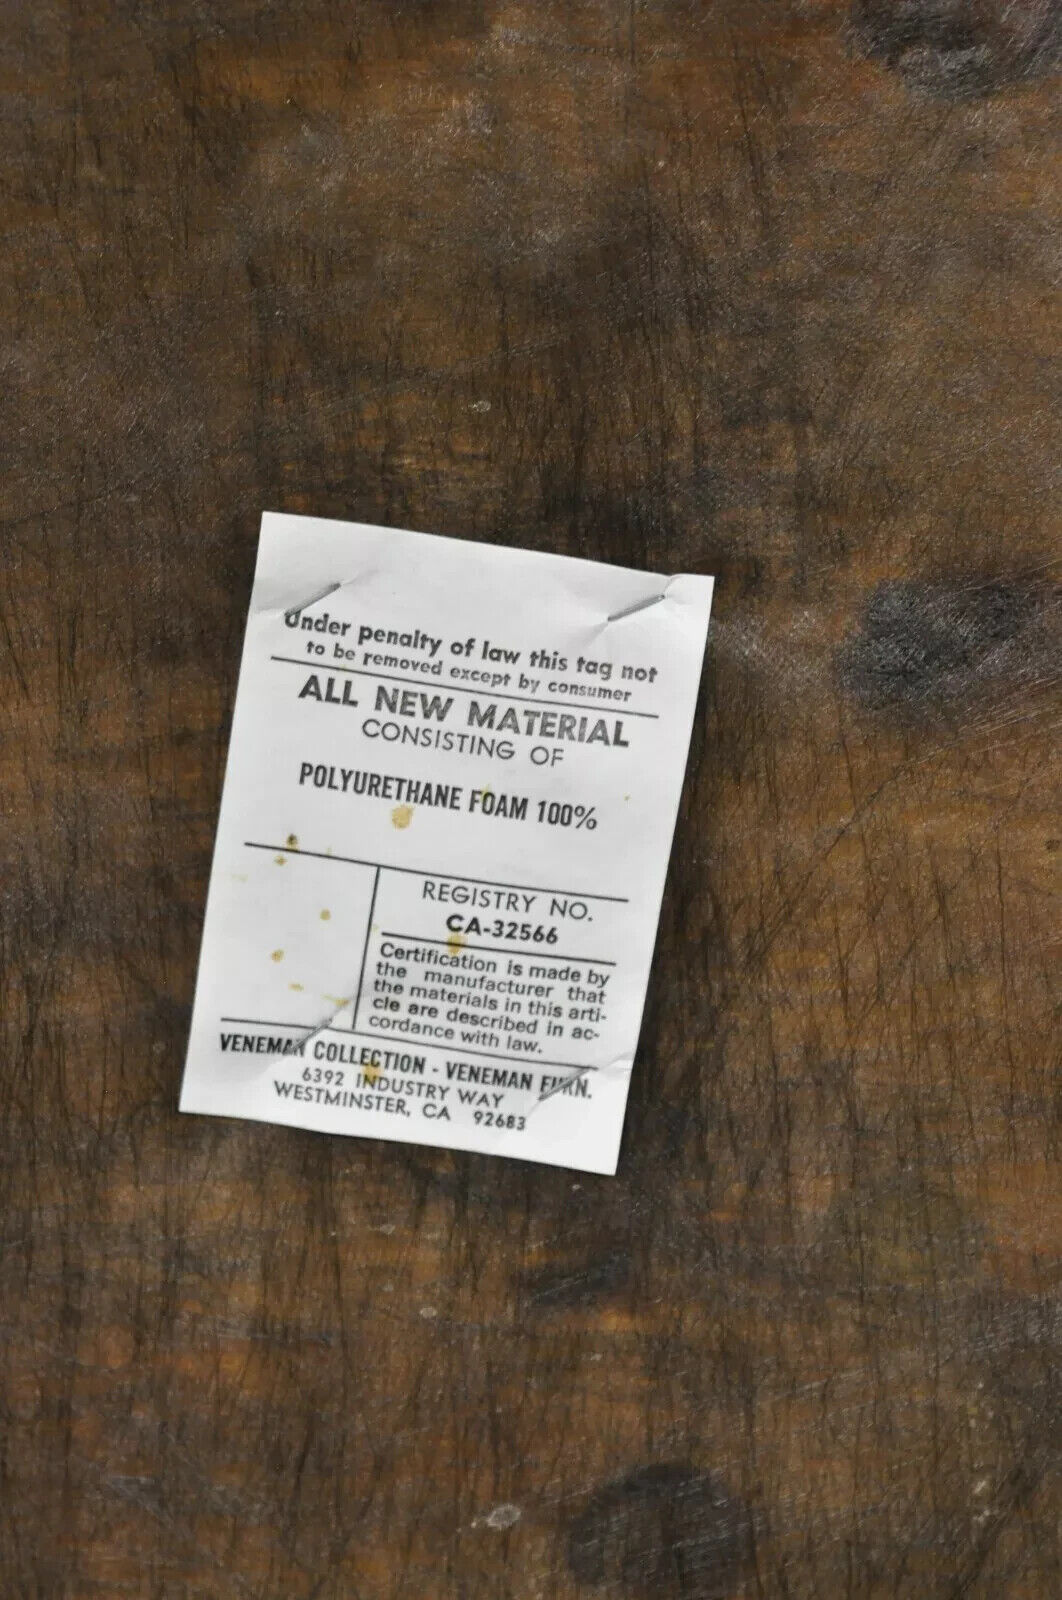 Under penalty of law this tag not
to be removed except by consumer
ALL NEW MATERIAL
CONSISTING OF
POLYURETHANE FOAM 100%
REGISTRY NO.
CA-32566
Certification is made by
the manufacturer that
the materials in this arti-
cle are described in ac-
cordance with law.
VENEMAN COLLECTION - VENEMAN FURN.
6392 INDUSTRY WAY
WESTMINSTER, CA 92683